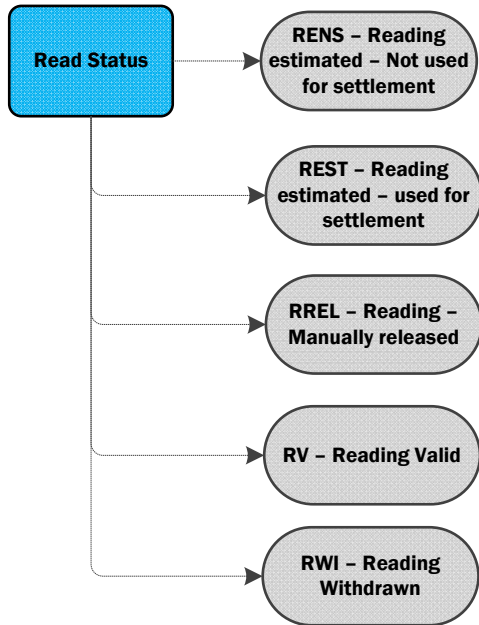 Read Status
RENS – Reading
estimated – Not used
for settlement
REST – Reading
estimated – used for
settlement
RREL – Reading –
Manually released
RV – Reading Valid
RWI – Reading
Withdrawn